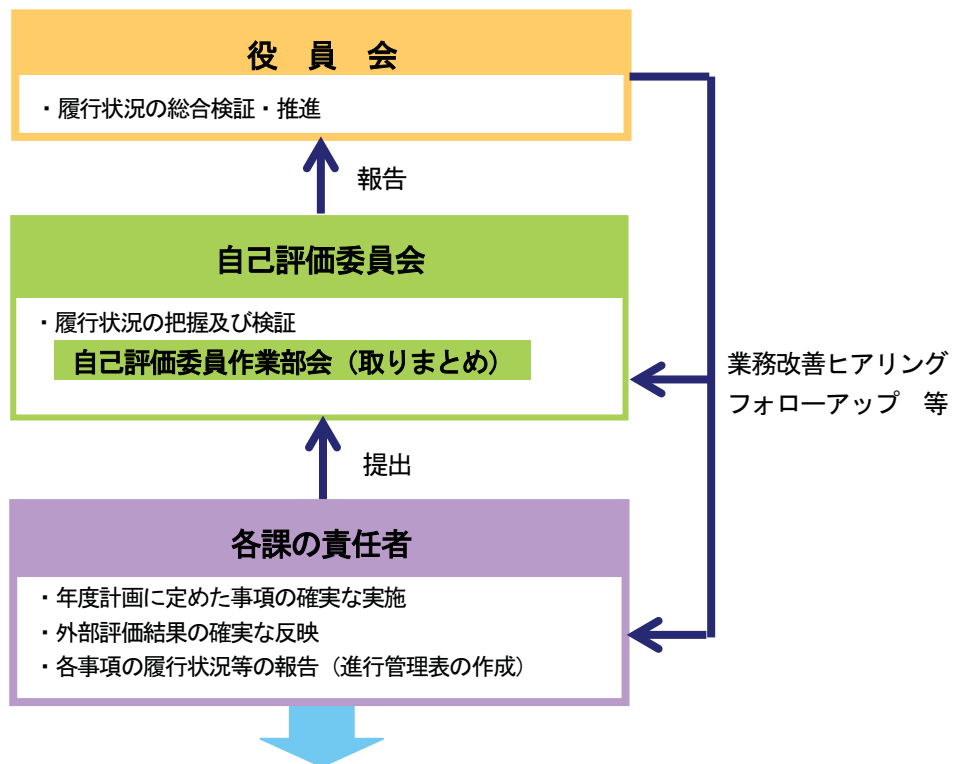 役　員　会
・履行状況の総合検証・推進
報告
自己評価委員会
・履行状況の把握及び検証
自己評価委員作業部会（取りまとめ）
業務改善ヒアリング
フォローアップ　等
提出
各課の責任者
・年度計画に定めた事項の確実な実施
・外部評価結果の確実な反映
・各事項の履行状況等の報告（進行管理表の作成）